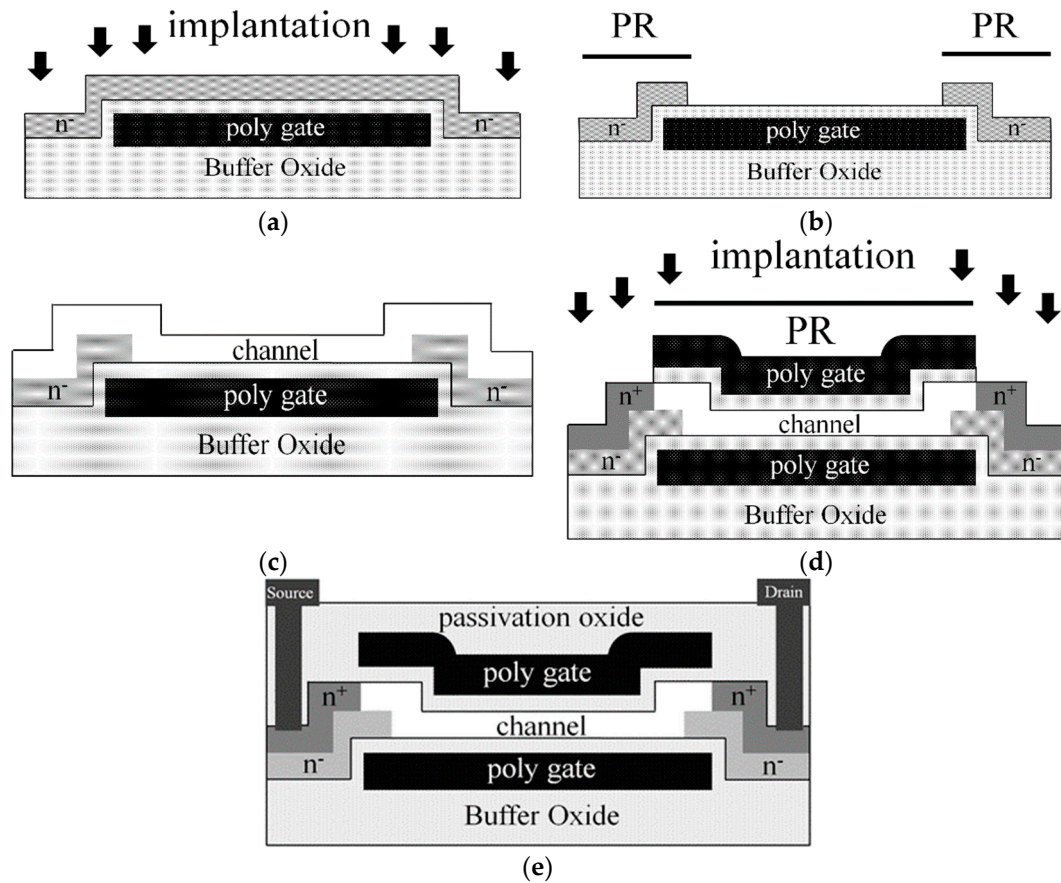 implantation
n⁻ n⁻
poly gate
Buffer Oxide
(a)
PR PR
n⁻ n⁻
poly gate
Buffer Oxide
(b)
channel
n⁻ n⁻
poly gate
Buffer Oxide
(c)
implantation
PR
poly gate
n⁺ n⁺
channel
n⁻ n⁻
poly gate
Buffer Oxide
(d)
Source Drain
passivation oxide
poly gate
n⁺ n⁺
channel
n⁻ n⁻
poly gate
Buffer Oxide
(e)